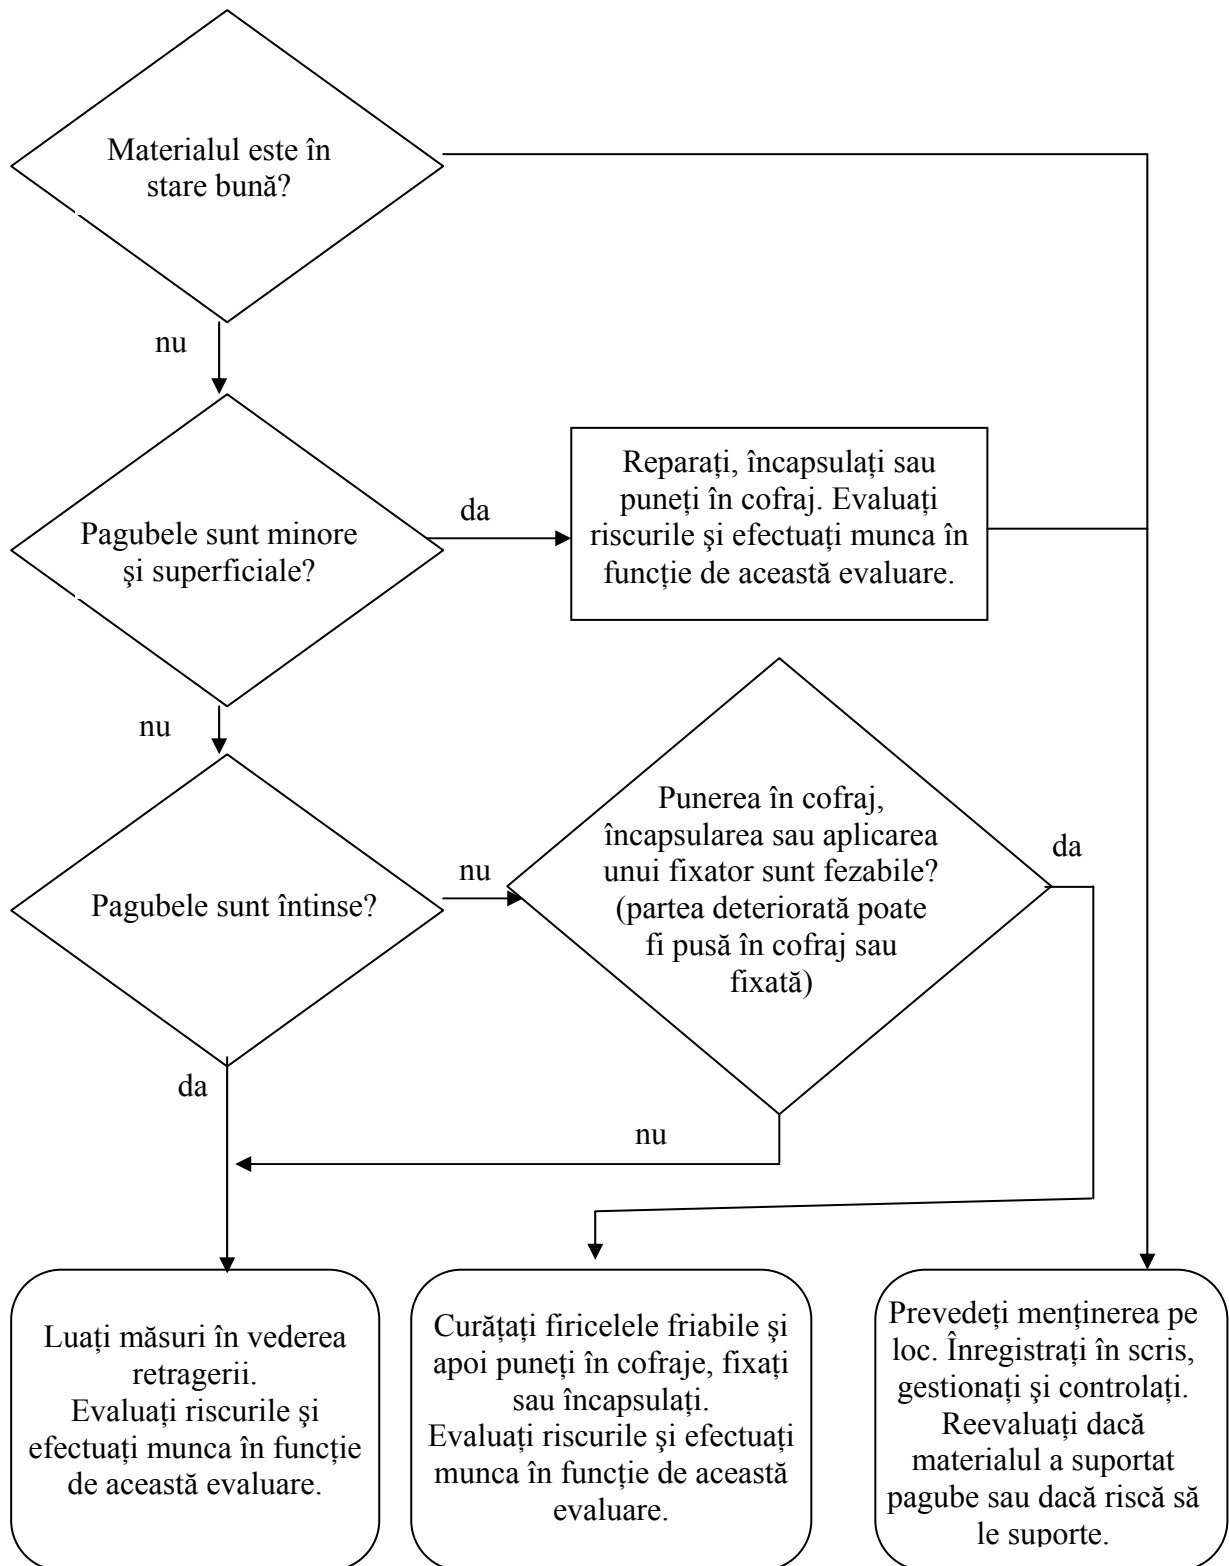 Materialul este în
stare bună?
nu
Pagubele sunt minore
şi superficiale?
da
Reparați, încapsulați sau
puneți în cofraj. Evaluați
riscurile şi efectuați munca în
funcție de această evaluare.
nu
Pagubele sunt întinse?
nu
Punerea în cofraj,
încapsularea sau aplicarea
unui fixator sunt fezabile?
(partea deteriorată poate
fi pusă în cofraj sau
fixată)
da
da
nu
Luați măsuri în vederea
retragerii.
Evaluați riscurile şi
efectuați munca în funcție
de această evaluare.
Curățați firicelele friabile şi
apoi puneți în cofraje, fixați
sau încapsulați.
Evaluați riscurile şi efectuați
munca în funcție de această
evaluare.
Prevedeți menținerea pe
loc. Înregistrați în scris,
gestionați şi controlați.
Reevaluați dacă
materialul a suportat
pagube sau dacă riscă să
le suporte.